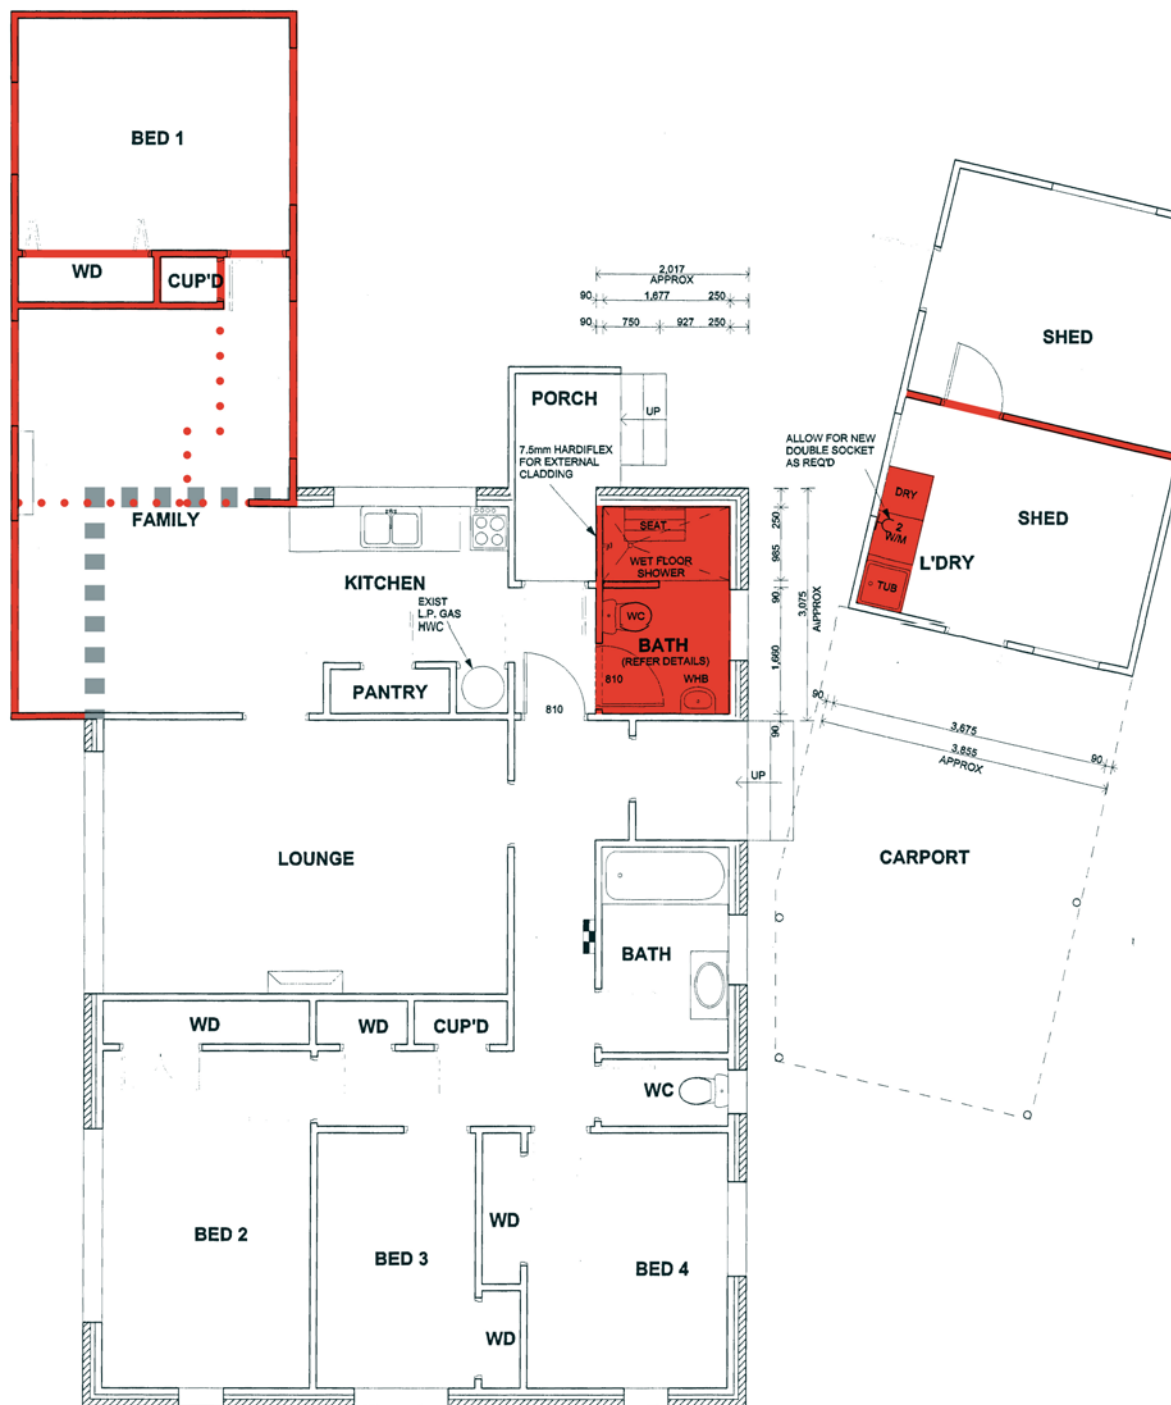 BED 1
WD
CUP'D
2,017
APPROX
90 1,677 250
90 750 927 250
SHED
PORCH
UP
7.5mm HARDIFLEX
FOR EXTERNAL
CLADDING
ALLOW FOR NEW
DOUBLE SOCKET
AS REQ'D
DRY
2
W/M
TUB
L'DRY
SHED
FAMILY
SEAT
WET FLOOR
SHOWER
250
985
90
3,075
APPROX
1,660
90
KITCHEN
EXIST
L.P. GAS
HWC
WC
BATH
(REFER DETAILS)
810
WHB
PANTRY
810
90 3,675 90
3,855
APPROX
UP
LOUNGE
CARPORT
BATH
WD
WD
CUP'D
WC
WD
BED 2
BED 3
BED 4
WD